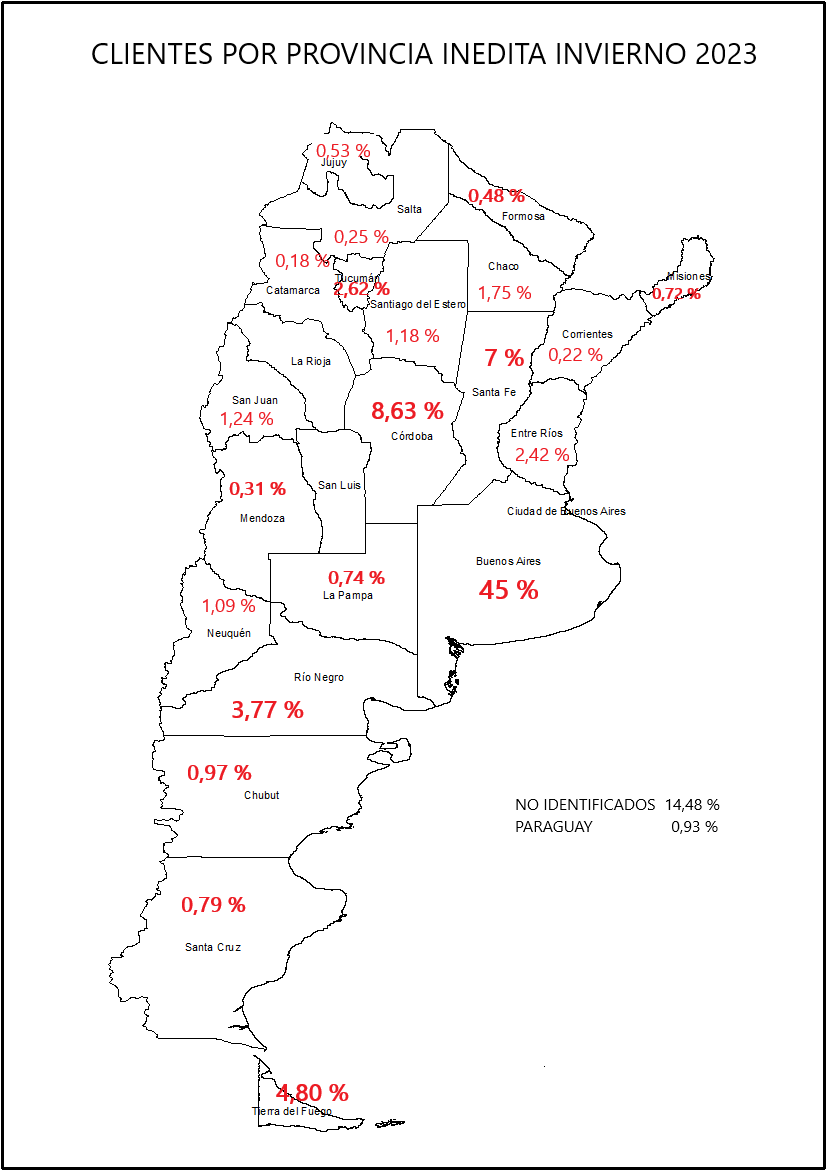 CLIENTES POR PROVINCIA INEDITA INVIERNO 2023
0,53 %
Jujuy
0,48 %
Salta
Formosa
0,25 %
0,18 %
Chaco
Misiones
Tucumán
2,62 %
Catamarca
1,75 %
0,72 %
Santiago del Estero
1,18 %
Corrientes
0,22 %
7 %
La Rioja
Santa Fe
San Juan
1,24 %
8,63 %
Córdoba
Entre Ríos
2,42 %
San Luis
0,31 %
Mendoza
Ciudad de Buenos Aires
Buenos Aires
45 %
0,74 %
La Pampa
1,09 %
Neuquén
Río Negro
3,77 %
0,97 %
Chubut
NO IDENTIFICADOS 14,48 %
PARAGUAY 0,93 %
0,79 %
Santa Cruz
4,80 %
Tierra del Fuego